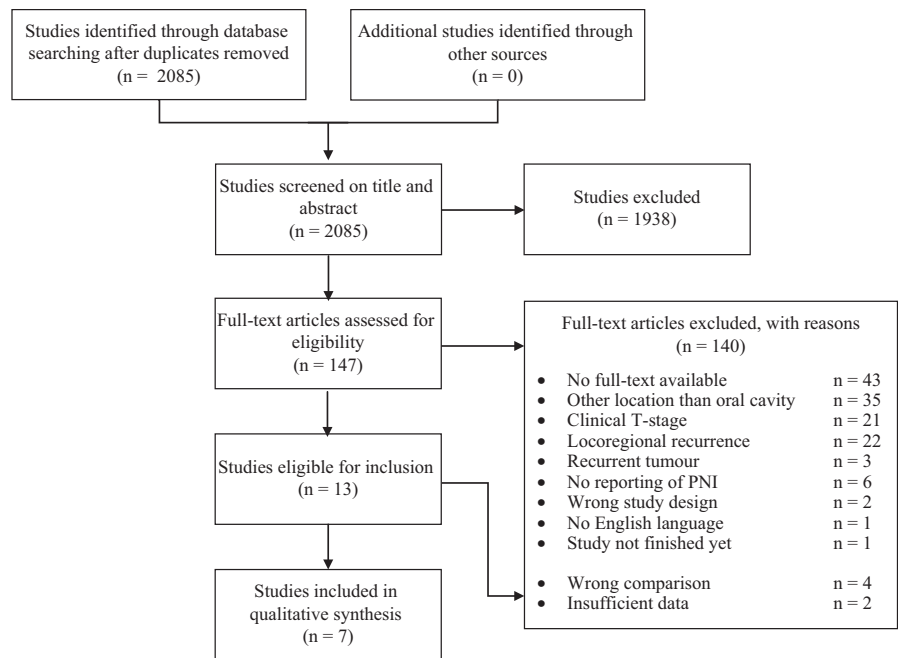 Studies identified through database
searching after duplicates removed
(n = 2085)
Additional studies identified through
other sources
(n = 0)
Studies screened on title and
abstract
(n = 2085)
Studies excluded
(n = 1938)
Full-text articles assessed for
eligibility
(n = 147)
Full-text articles excluded, with reasons
(n = 140)
• No full-text available n = 43
• Other location than oral cavity n = 35
• Clinical T-stage n = 21
• Locoregional recurrence n = 22
• Recurrent tumour n = 3
• No reporting of PNI n = 6
• Wrong study design n = 2
• No English language n = 1
• Study not finished yet n = 1
• Wrong comparison n = 4
• Insufficient data n = 2
Studies eligible for inclusion
(n = 13)
Studies included in
qualitative synthesis
(n = 7)